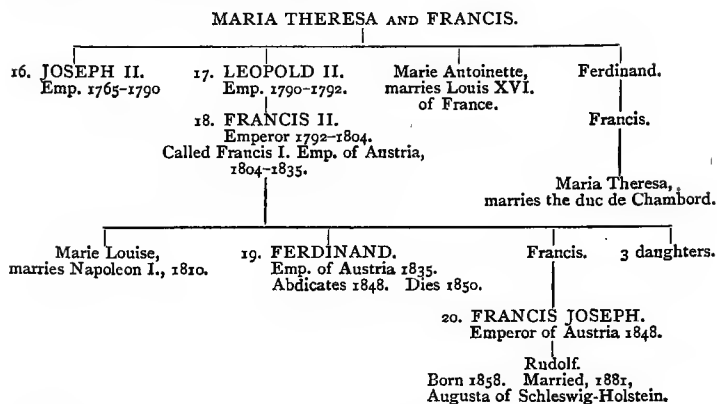 MARIA THERESA AND FRANCIS.
16. JOSEPH II.
Emp. 1765-1790
17. LEOPOLD II.
Emp. 1790-1792.
Marie Antoinette,
marries Louis XVI.
of France.
Ferdinand.
18. FRANCIS II.
Emperor 1792-1804.
Called Francis I. Emp. of Austria,
1804-1835.
Francis.
Maria Theresa,
marries the duc de Chambord.
Marie Louise,
marries Napoleon I., 1810.
19. FERDINAND.
Emp. of Austria 1835.
Abdicates 1848. Dies 1850.
Francis.
3 daughters.
20. FRANCIS JOSEPH.
Emperor of Austria 1848.
Rudolf.
Born 1858. Married, 1881,
Augusta of Schleswig-Holstein.